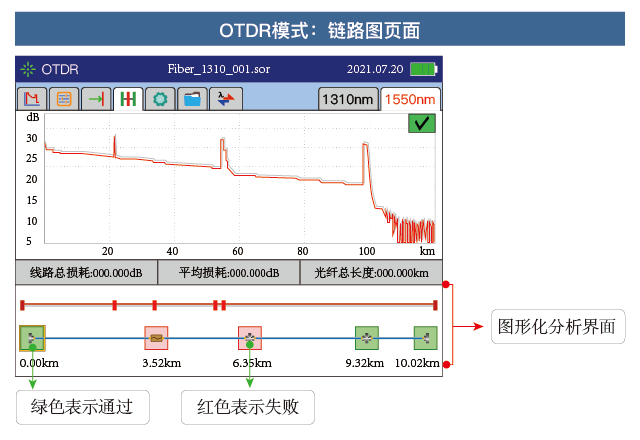 OTDR模式：链路图页面
OTDR
Fiber_1310_001.sor
2021.07.20
1310nm
1550nm
dB
30
25
20
15
10
5
20
40
60
80
100
km
线路总损耗:000.000dB
平均损耗:000.000dB
光纤总长度:000.000km
图形化分析界面
0.00km
3.52km
6.35km
9.32km
10.02km
绿色表示通过
红色表示失败